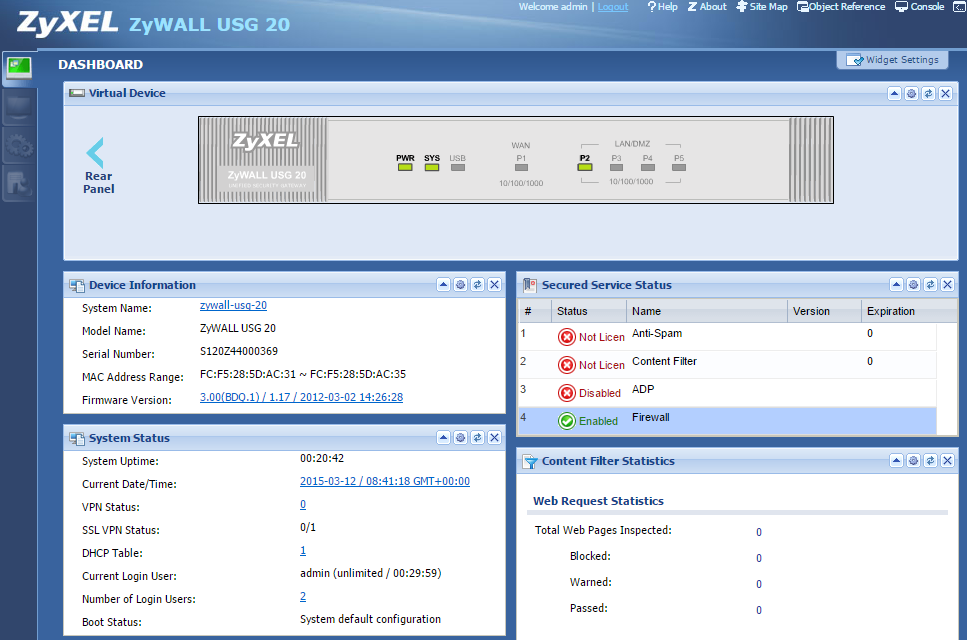 ZyXEL ZyWALL USG 20
Welcome admin | Logout ?Help Z About Site Map Object Reference Console
DASHBOARD
Widget Settings
Virtual Device
Rear
Panel
ZyXEL
ZyWALL USG 20
UNIFIED SECURITY GATEWAY
PWR SYS USB
WAN
P1
10/100/1000
LAN/DMZ
P2 P3 P4 P5
10/100/1000
Device Information
System Name: zywall-usg-20
Model Name: ZyWALL USG 20
Serial Number: S120Z44000369
MAC Address Range: FC:F5:28:5D:AC:31 ~ FC:F5:28:5D:AC:35
Firmware Version: 3.00(BDQ.1) / 1.17 / 2012-03-02 14:26:28
System Status
System Uptime: 00:20:42
Current Date/Time: 2015-03-12 / 08:41:18 GMT+00:00
VPN Status: 0
SSL VPN Status: 0/1
DHCP Table: 1
Current Login User: admin (unlimited / 00:29:59)
Number of Login Users: 2
Boot Status: System default configuration
Secured Service Status
# Status Name Version Expiration
1 Not Licen Anti-Spam 0
2 Not Licen Content Filter 0
3 Disabled ADP
4 Enabled Firewall
Content Filter Statistics
Web Request Statistics
Total Web Pages Inspected: 0
Blocked: 0
Warned: 0
Passed: 0